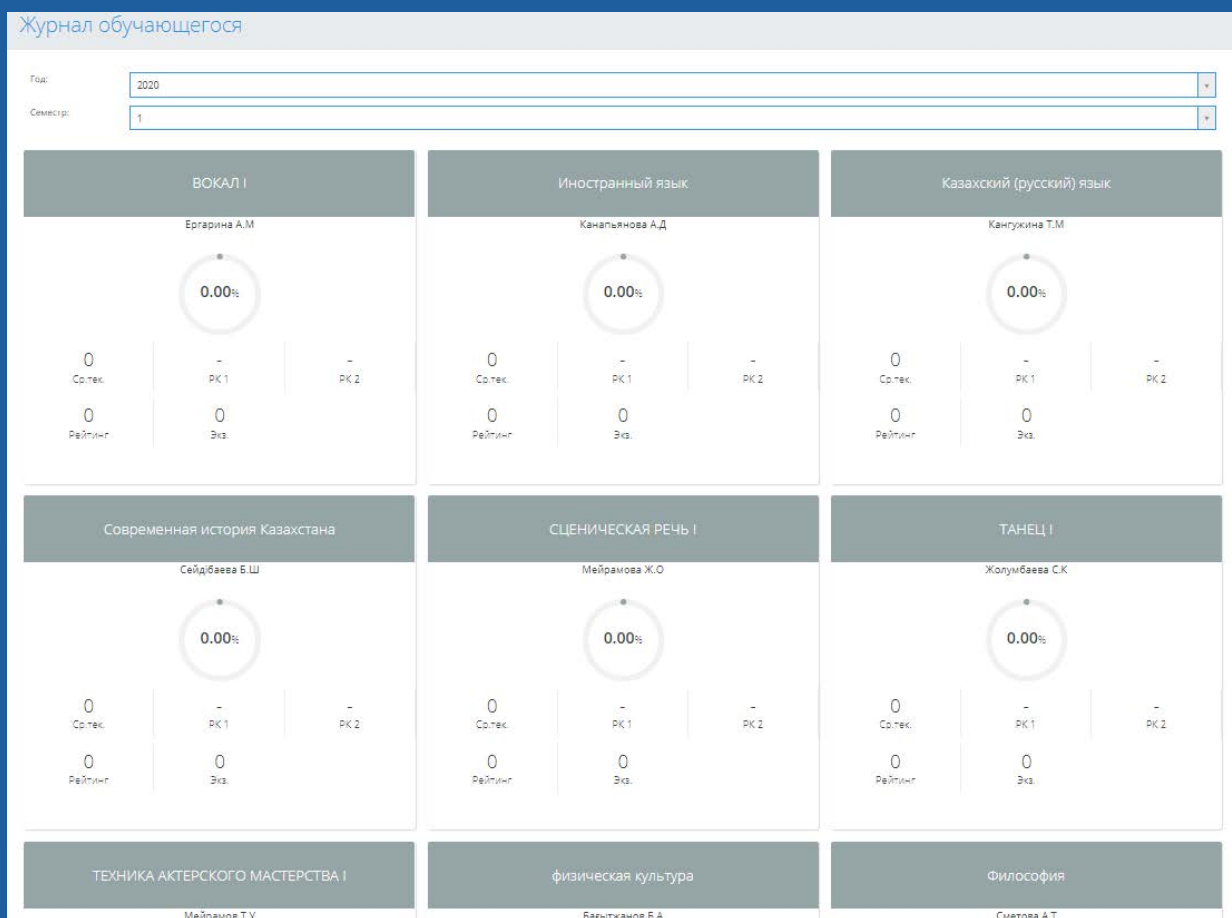 Журнал обучающегося
Год:
2020
Семестр:
1
ВОКАЛ I
Иностранный язык
Казахский (русский) язык
Ергарина А.М
Канапьянова А.Д
Кангужина Т.М
0.00%
0.00%
0.00%
0 - - 0 - - 0 - -
Ср.тек. РК 1 РК 2 Ср.тек. РК 1 РК 2 Ср.тек. РК 1 РК 2
0 0 0 0 0 0
Рейтинг Экз. Рейтинг Экз. Рейтинг Экз.
Современная история Казахстана
СЦЕНИЧЕСКАЯ РЕЧЬ I
ТАНЕЦ I
Сейдібаева Б.Ш
Мейрамова Ж.О
Жолумбаева С.К
0.00%
0.00%
0.00%
0 - - 0 - - 0 - -
Ср.тек. РК 1 РК 2 Ср.тек. РК 1 РК 2 Ср.тек. РК 1 РК 2
0 0 0 0 0 0
Рейтинг Экз. Рейтинг Экз. Рейтинг Экз.
ТЕХНИКА АКТЕРСКОГО МАСТЕРСТВА I
физическая культура
Философия
Мейрамов Т.У
Бағытжанов Б.А
Сметова А.Т